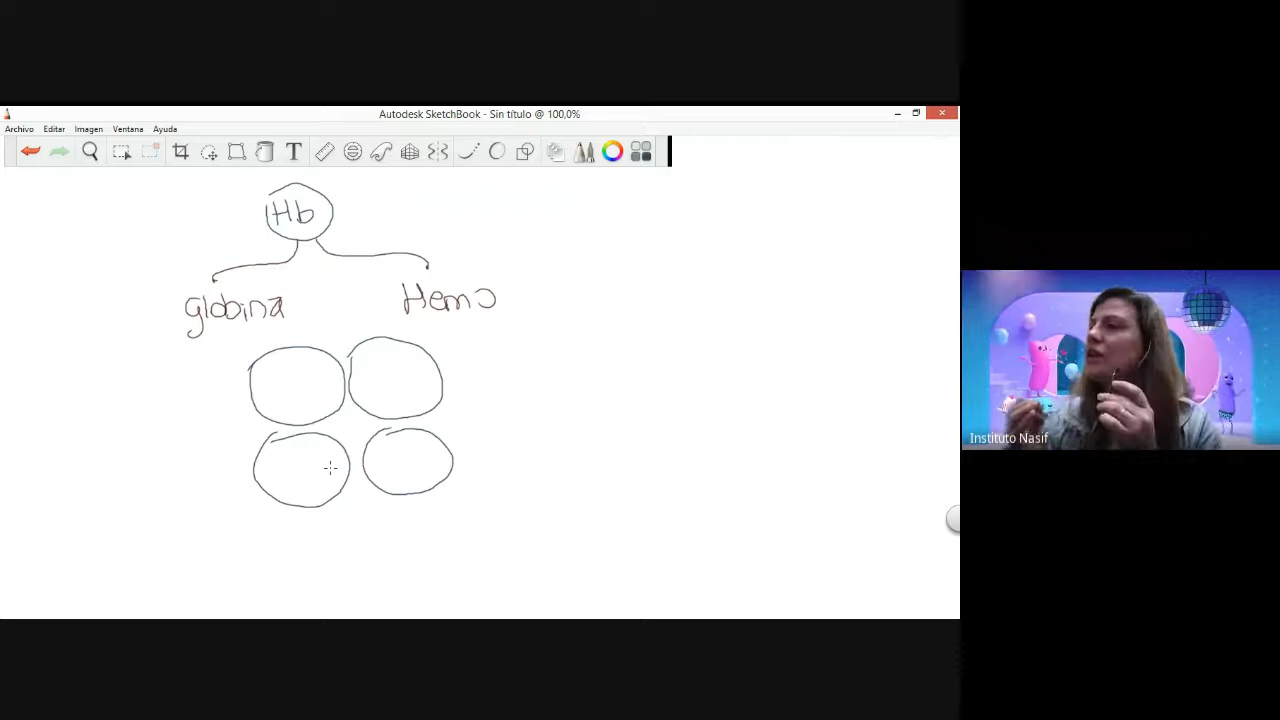 Autodesk SketchBook - Sin título @ 100,0%
Archivo Editar Imagen Ventana Ayuda
Hb
globina Hemo
Instituto Nasif